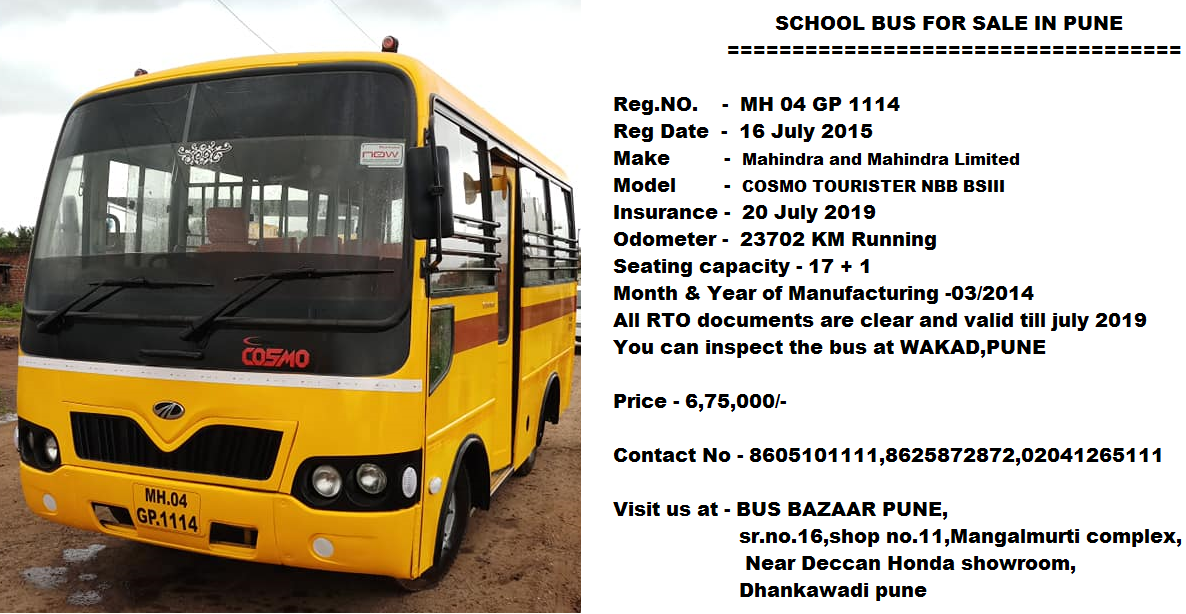 now
COSMO
MH.04
GP.1114
SCHOOL BUS FOR SALE IN PUNE
===================================
Reg.NO. - MH 04 GP 1114
Reg Date - 16 July 2015
Make - Mahindra and Mahindra Limited
Model - COSMO TOURISTER NBB BSIII
Insurance - 20 July 2019
Odometer - 23702 KM Running
Seating capacity - 17 + 1
Month & Year of Manufacturing -03/2014
All RTO documents are clear and valid till july 2019
You can inspect the bus at WAKAD,PUNE
Price - 6,75,000/-
Contact No - 8605101111,8625872872,02041265111
Visit us at - BUS BAZAAR PUNE,
sr.no.16,shop no.11,Mangalmurti complex,
Near Deccan Honda showroom,
Dhankawadi pune